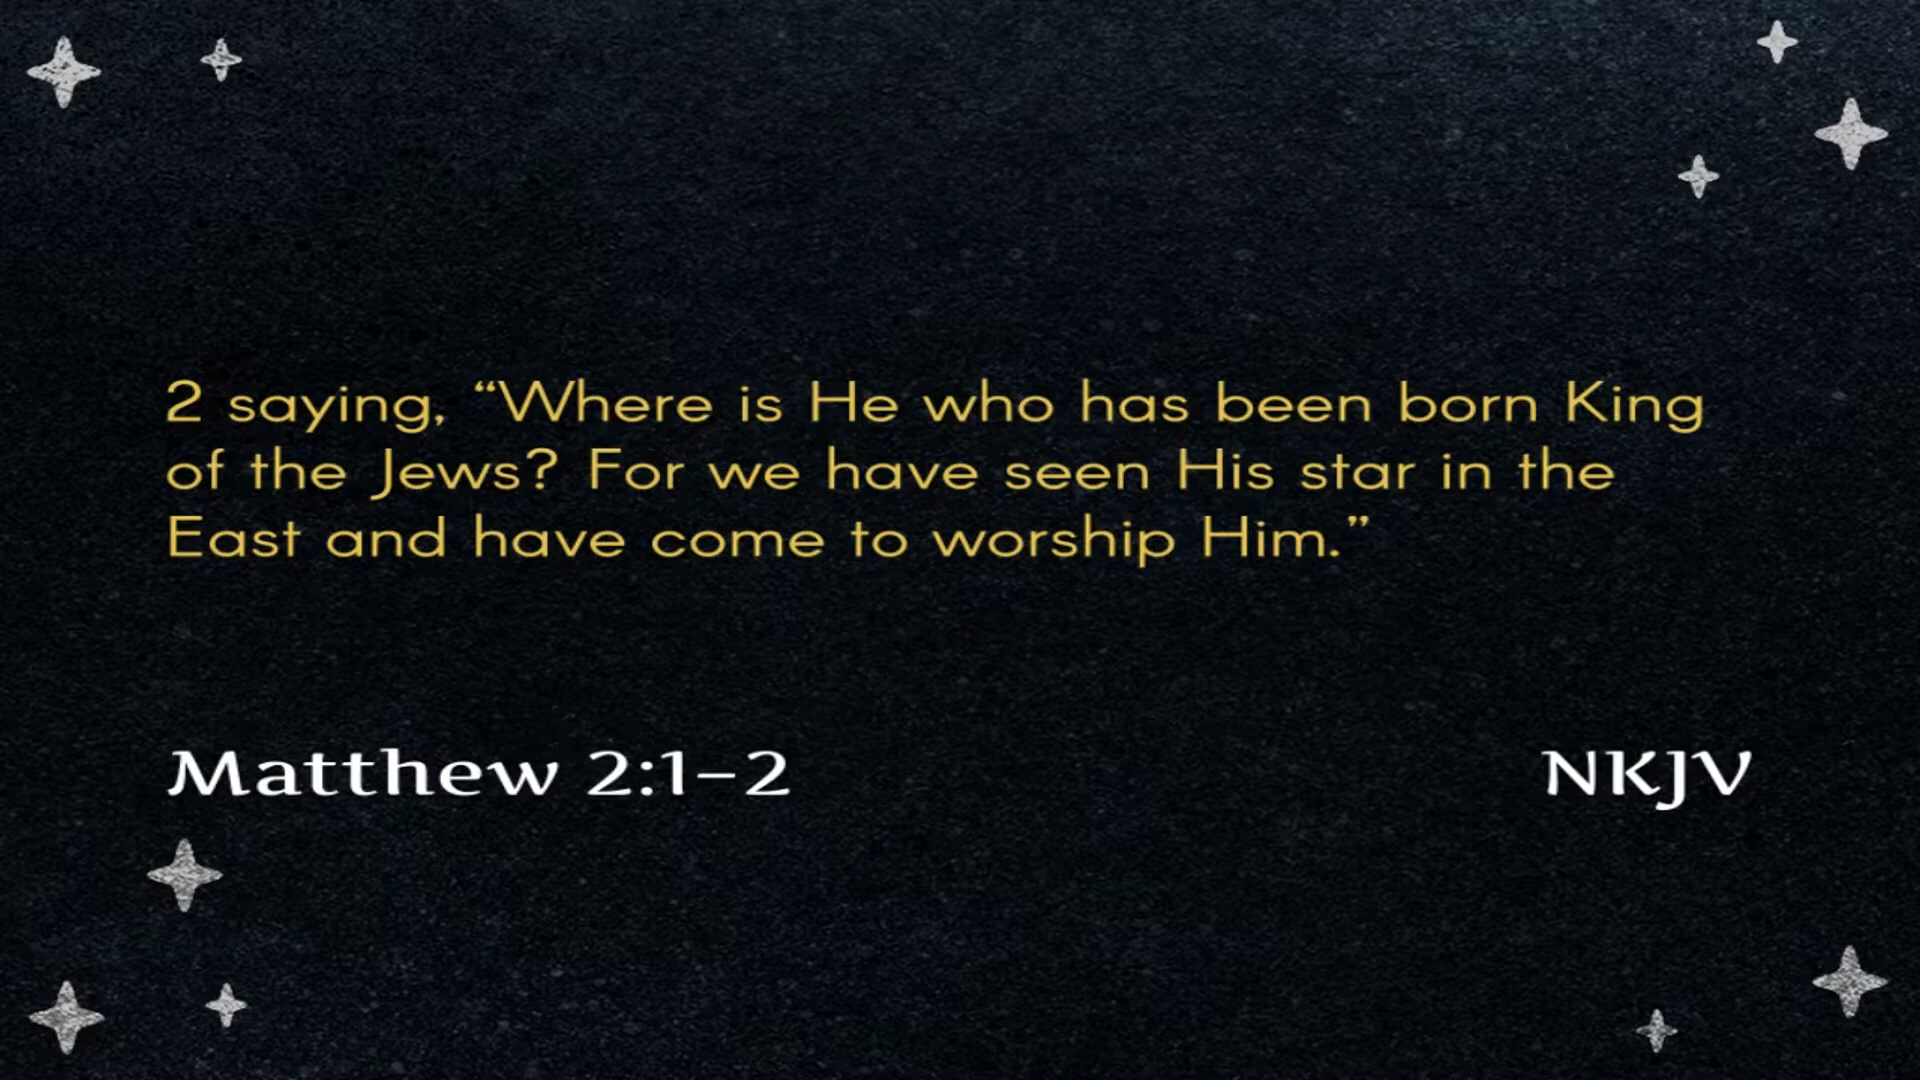 2 saying, “Where is He who has been born King
of the Jews? For we have seen His star in the
East and have come to worship Him.”
Matthew 2:1–2
NKJV